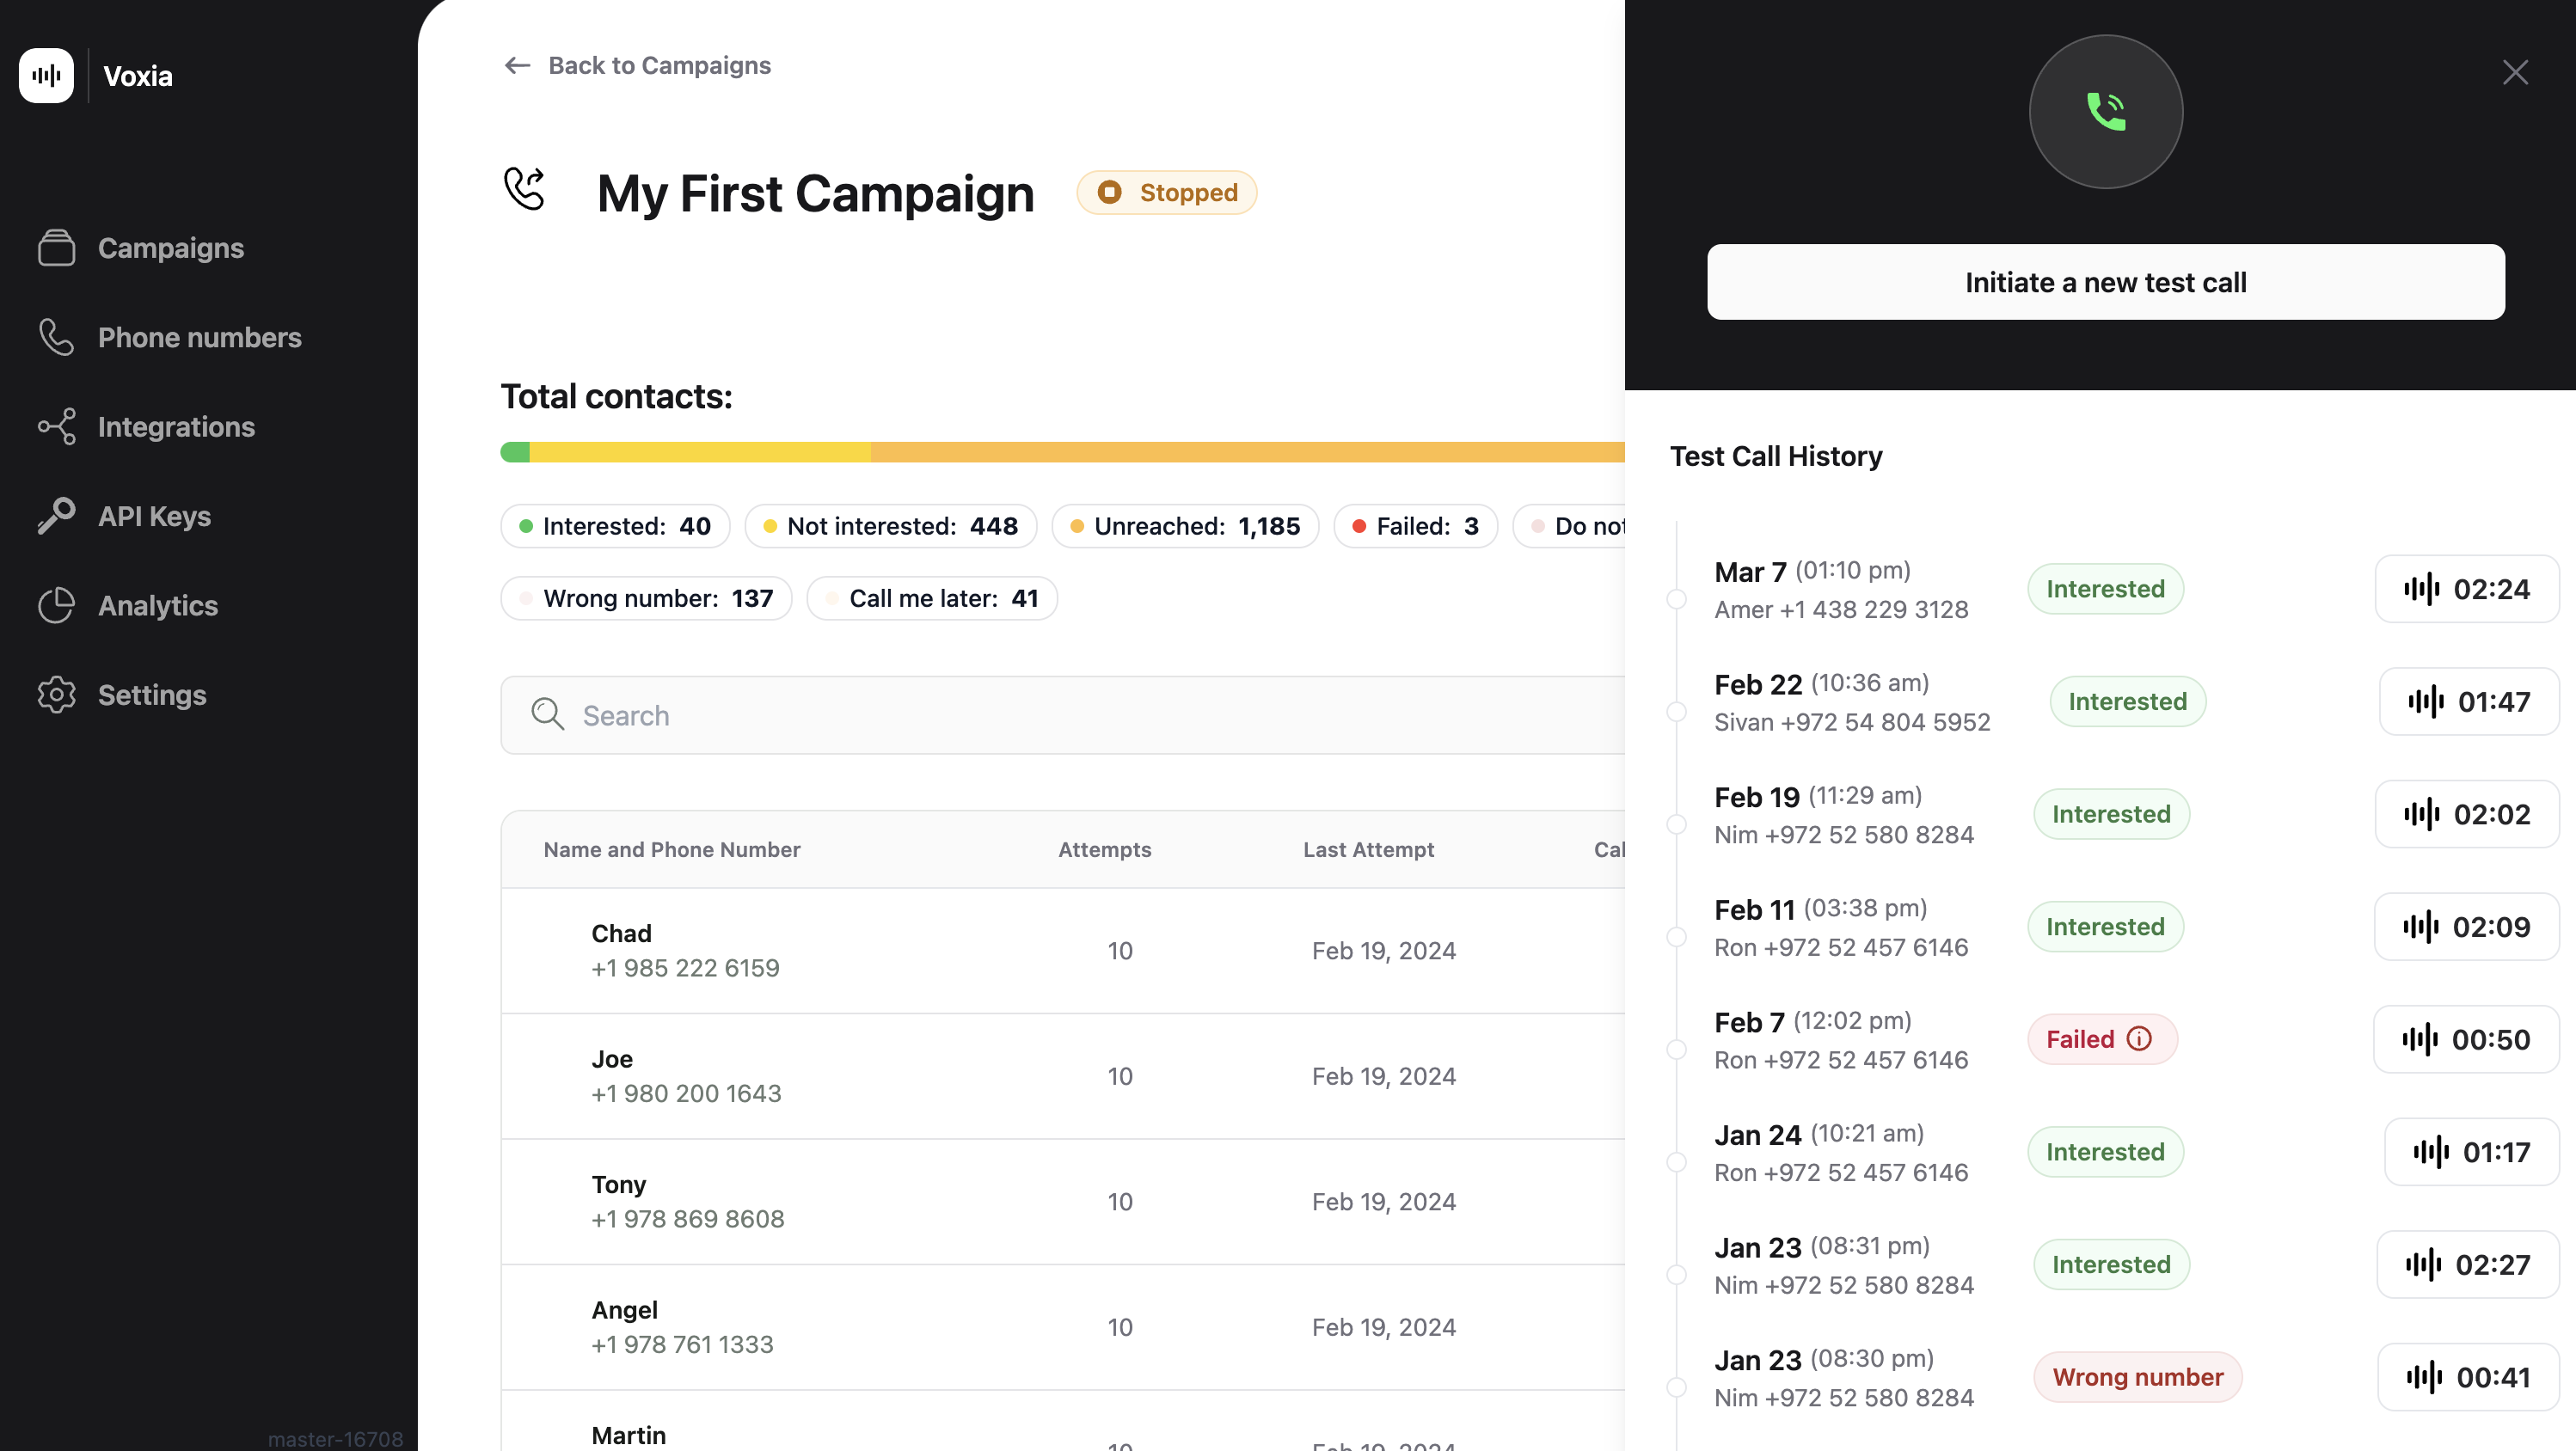 Voxia
Campaigns
Phone numbers
Integrations
API Keys
Analytics
Settings
master-16708
Back to Campaigns
My First Campaign
Stopped
Total contacts:
Interested: 40
Not interested: 448
Unreached: 1,185
Failed: 3
Do not
Wrong number: 137
Call me later: 41
Search
Name and Phone Number Attempts Last Attempt
Chad
+1 985 222 6159
10
Feb 19, 2024
Joe
+1 980 200 1643
10
Feb 19, 2024
Tony
+1 978 869 8608
10
Feb 19, 2024
Angel
+1 978 761 1333
10
Feb 19, 2024
Martin
Initiate a new test call
Test Call History
Mar 7 (01:10 pm)
Amer +1 438 229 3128
Interested
02:24
Feb 22 (10:36 am)
Sivan +972 54 804 5952
Interested
01:47
Feb 19 (11:29 am)
Nim +972 52 580 8284
Interested
02:02
Feb 11 (03:38 pm)
Ron +972 52 457 6146
Interested
02:09
Feb 7 (12:02 pm)
Ron +972 52 457 6146
Failed
00:50
Jan 24 (10:21 am)
Ron +972 52 457 6146
Interested
01:17
Jan 23 (08:31 pm)
Nim +972 52 580 8284
Interested
02:27
Jan 23 (08:30 pm)
Nim +972 52 580 8284
Wrong number
00:41